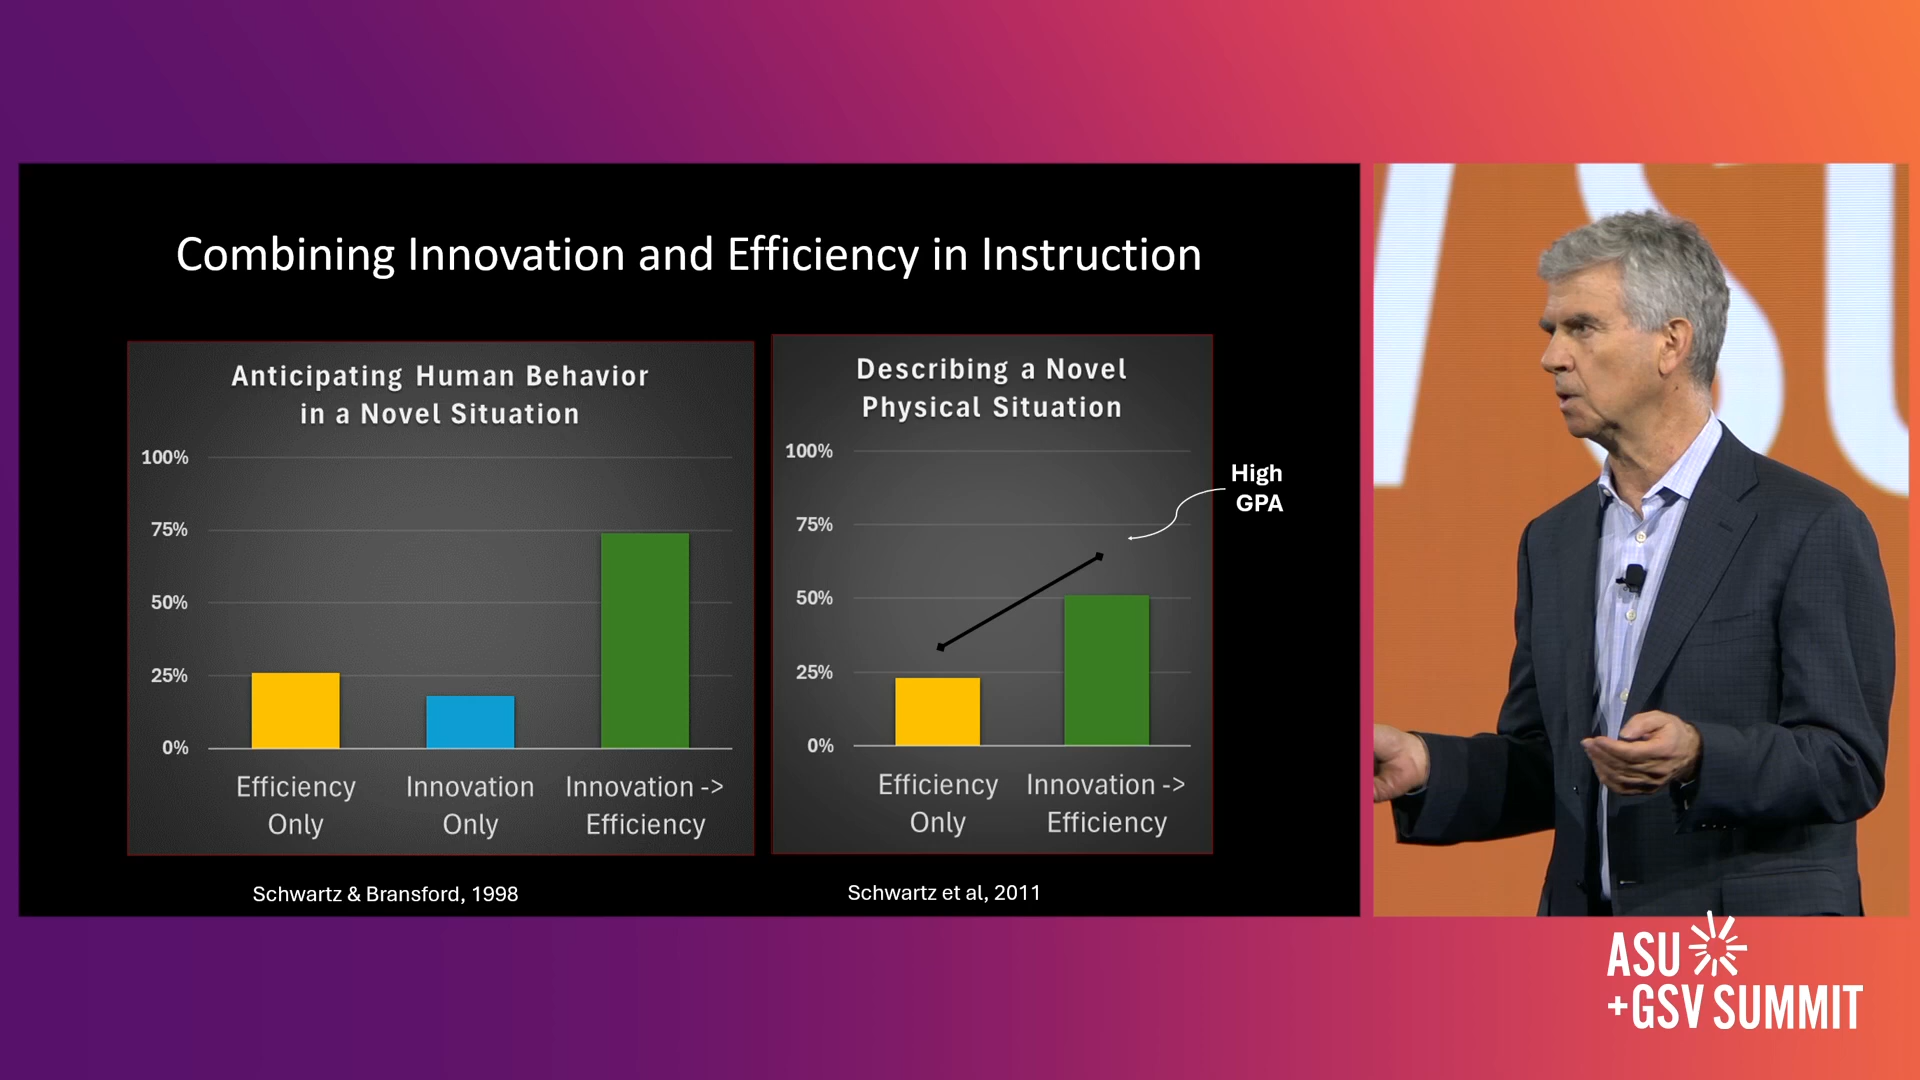 Combining Innovation and Efficiency in Instruction
Anticipating Human Behavior
in a Novel Situation
100%
75%
50%
25%
0%
Efficiency
Only
Innovation
Only
Innovation ->
Efficiency
Schwartz & Bransford, 1998
Describing a Novel
Physical Situation
100%
75%
50%
25%
0%
High
GPA
Efficiency
Only
Innovation ->
Efficiency
Schwartz et al, 2011
ASU
+GSV SUMMIT